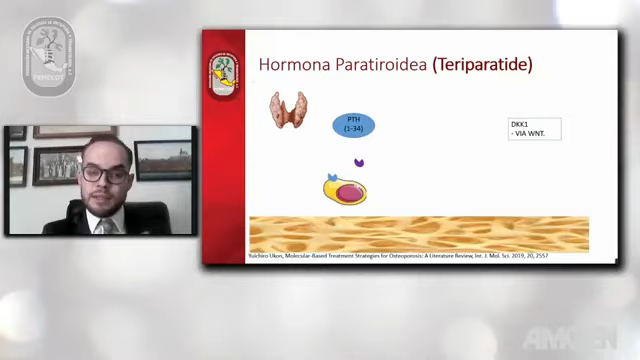 FEMECOT
Hormona Paratiroidea (Teriparatide)
PTH
(1-34)
DKK1
- VIA WNT.
Yuichiro Ukon, Molecular-Based Treatment Strategies for Osteoporosis: A Literature Review, Int. J. Mol. Sci. 2019, 20, 2557
AMGEN